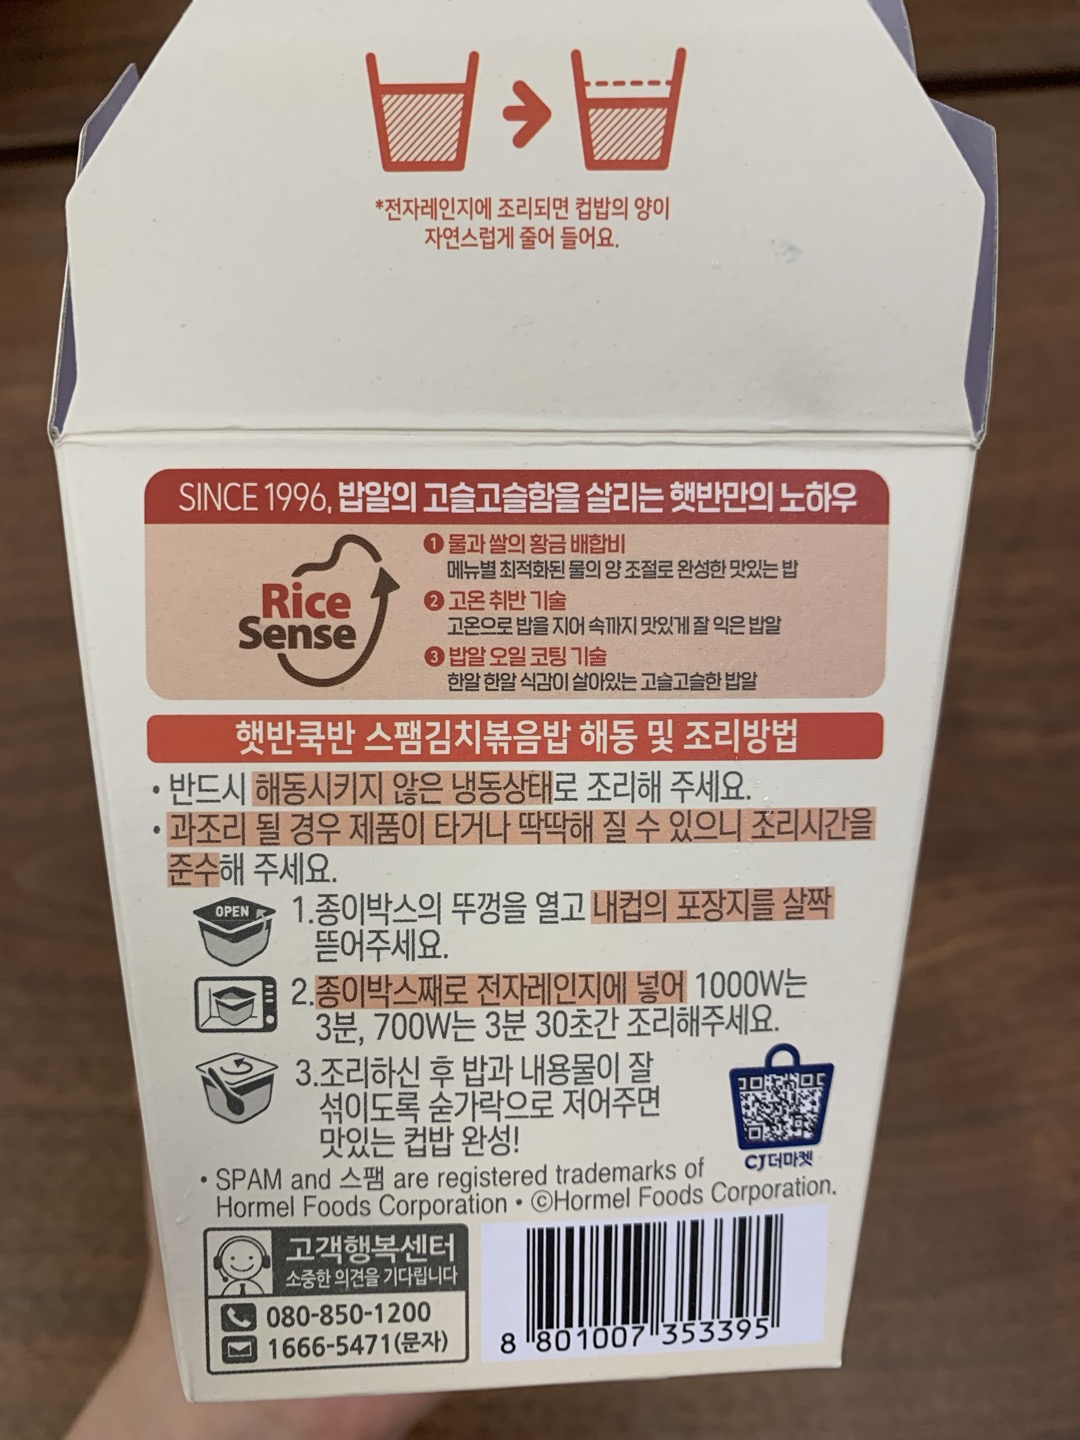 *전자레인지에 조리되면 컵밥의 양이
자연스럽게 줄어 들어요.
SINCE 1996, 밥알의 고슬고슬함을 살리는 햇반만의 노하우
Rice
Sense
1 물과 쌀의 황금 배합비
메뉴별 최적화된 물의 양 조절로 완성한 맛있는 밥
2 고온 취반 기술
고온으로 밥을 지어 속까지 맛있게 잘 익은 밥알
3 밥알 오일 코팅 기술
한알 한알 식감이 살아있는 고슬고슬한 밥알
햇반쿡반 스팸김치볶음밥 해동 및 조리방법
• 반드시 해동시키지 않은 냉동상태로 조리해 주세요.
• 과조리 될 경우 제품이 타거나 딱딱해 질 수 있으니 조리시간을
준수해 주세요.
OPEN
1.종이박스의 뚜껑을 열고 내컵의 포장지를 살짝
뜯어주세요.
2.종이박스째로 전자레인지에 넣어 1000W는
3분, 700W는 3분 30초간 조리해주세요.
3.조리하신 후 밥과 내용물이 잘
섞이도록 숟가락으로 저어주면
맛있는 컵밥 완성!
CJ더마켓
• SPAM and 스팸 are registered trademarks of
Hormel Foods Corporation • ©Hormel Foods Corporation.
고객행복센터
소중한 의견을 기다립니다
080-850-1200
1666-5471(문자)
8 801007 353395